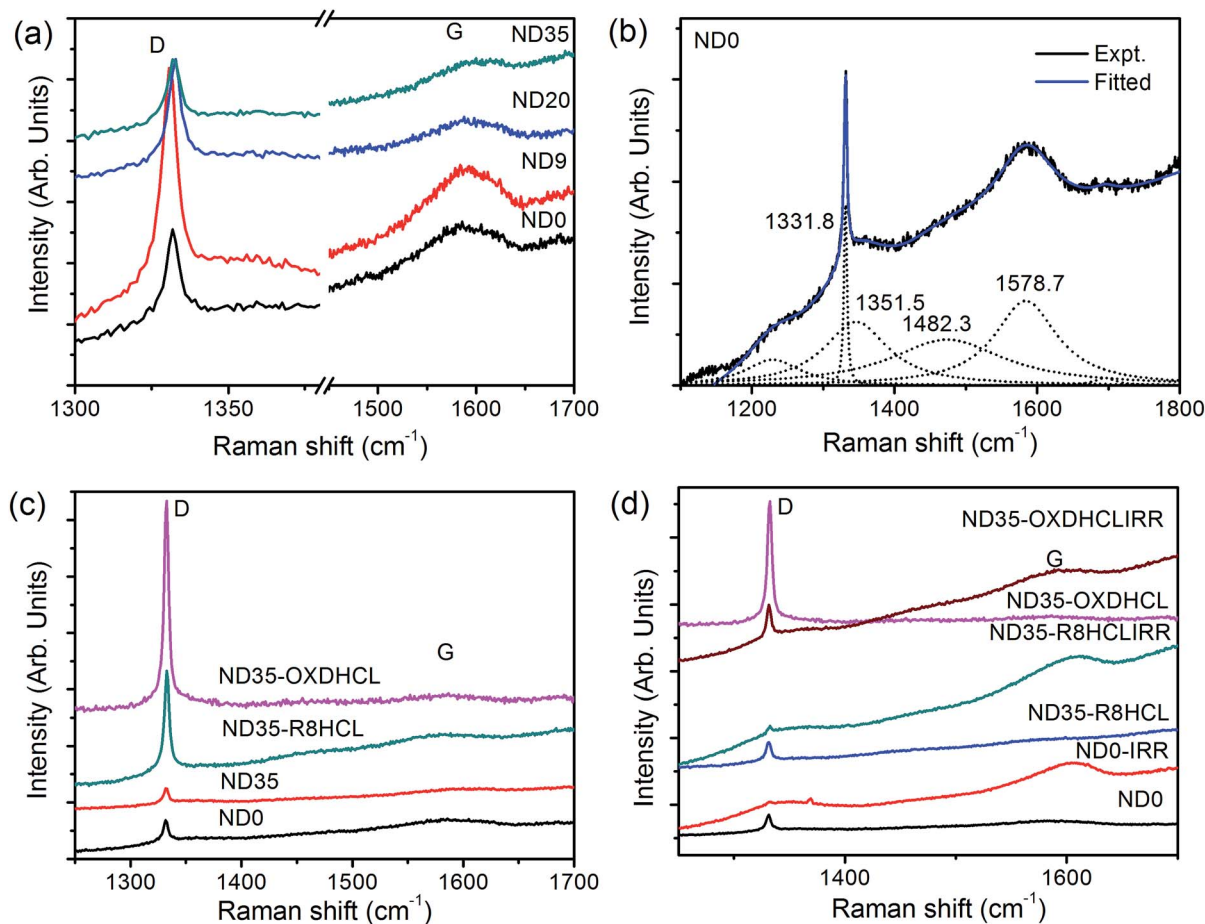 (a)
D
G
ND35
ND20
ND9
ND0
Intensity (Arb. Units)
1300 1350 1500 1600 1700
Raman shift (cm⁻¹)
(b)
ND0
Expt.
Fitted
1331.8
1351.5
1482.3
1578.7
Intensity (Arb. Units)
1200 1400 1600 1800
Raman shift (cm⁻¹)
(c)
D
G
ND35-OXDHCL
ND35-R8HCL
ND35
ND0
Intensity (Arb. Units)
1300 1400 1500 1600 1700
Raman shift (cm⁻¹)
(d)
D
ND35-OXDHCLIRR
G
ND35-OXDHCL
ND35-R8HCLIRR
ND35-R8HCL
ND0-IRR
ND0
Intensity (Arb. Units)
1400 1600
Raman shift (cm⁻¹)